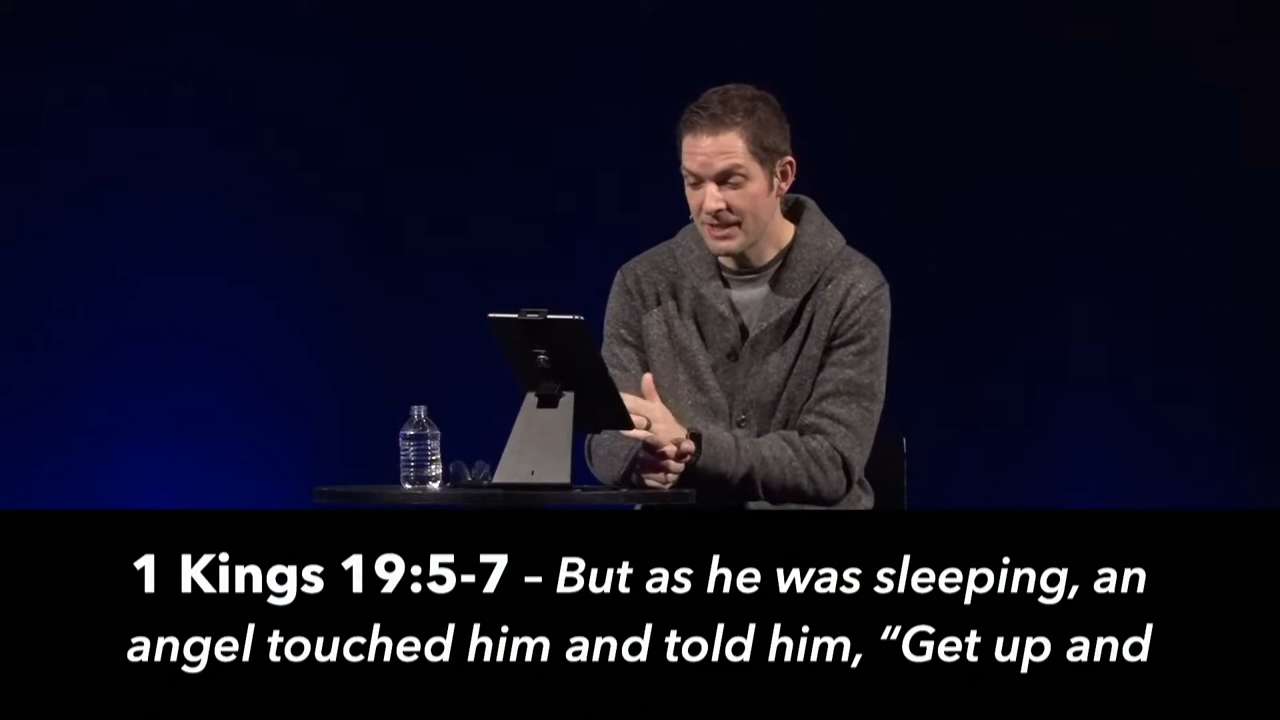 1 Kings 19:5-7 – But as he was sleeping, an
angel touched him and told him, “Get up and